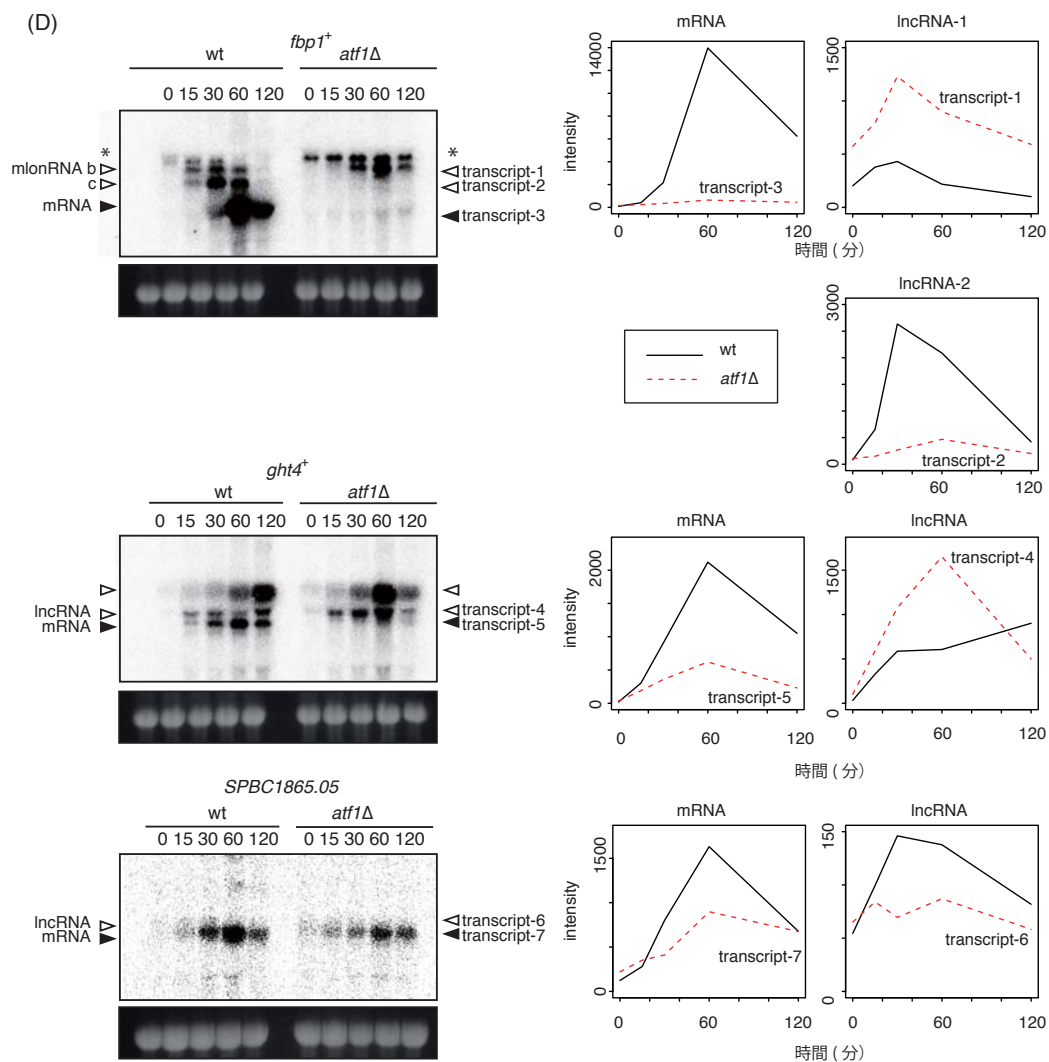 (D)
fbp1+
wt atf1Δ
0 15 30 60 120 0 15 30 60 120
* *
mlonRNA b transcript-1
c transcript-2
mRNA transcript-3
mRNA
14000
0
intensity
transcript-3
0 60 120
lncRNA-1
1500
0
transcript-1
0 60 120
時間 ( 分 )
lncRNA-2
3000
0
transcript-2
0 60 120
wt
atf1Δ
ght4+
wt atf1Δ
0 15 30 60 120 0 15 30 60 120
lncRNA transcript-4
mRNA transcript-5
mRNA
2000
0
intensity
transcript-5
0 60 120
時間 ( 分 )
lncRNA
1500
0
transcript-4
0 60 120
時間 ( 分 )
SPBC1865.05
wt atf1Δ
0 15 30 60 120 0 15 30 60 120
lncRNA transcript-6
mRNA transcript-7
mRNA
1500
0
intensity
transcript-7
0 60 120
時間 ( 分 )
lncRNA
150
0
transcript-6
0 60 120
時間 ( 分 )